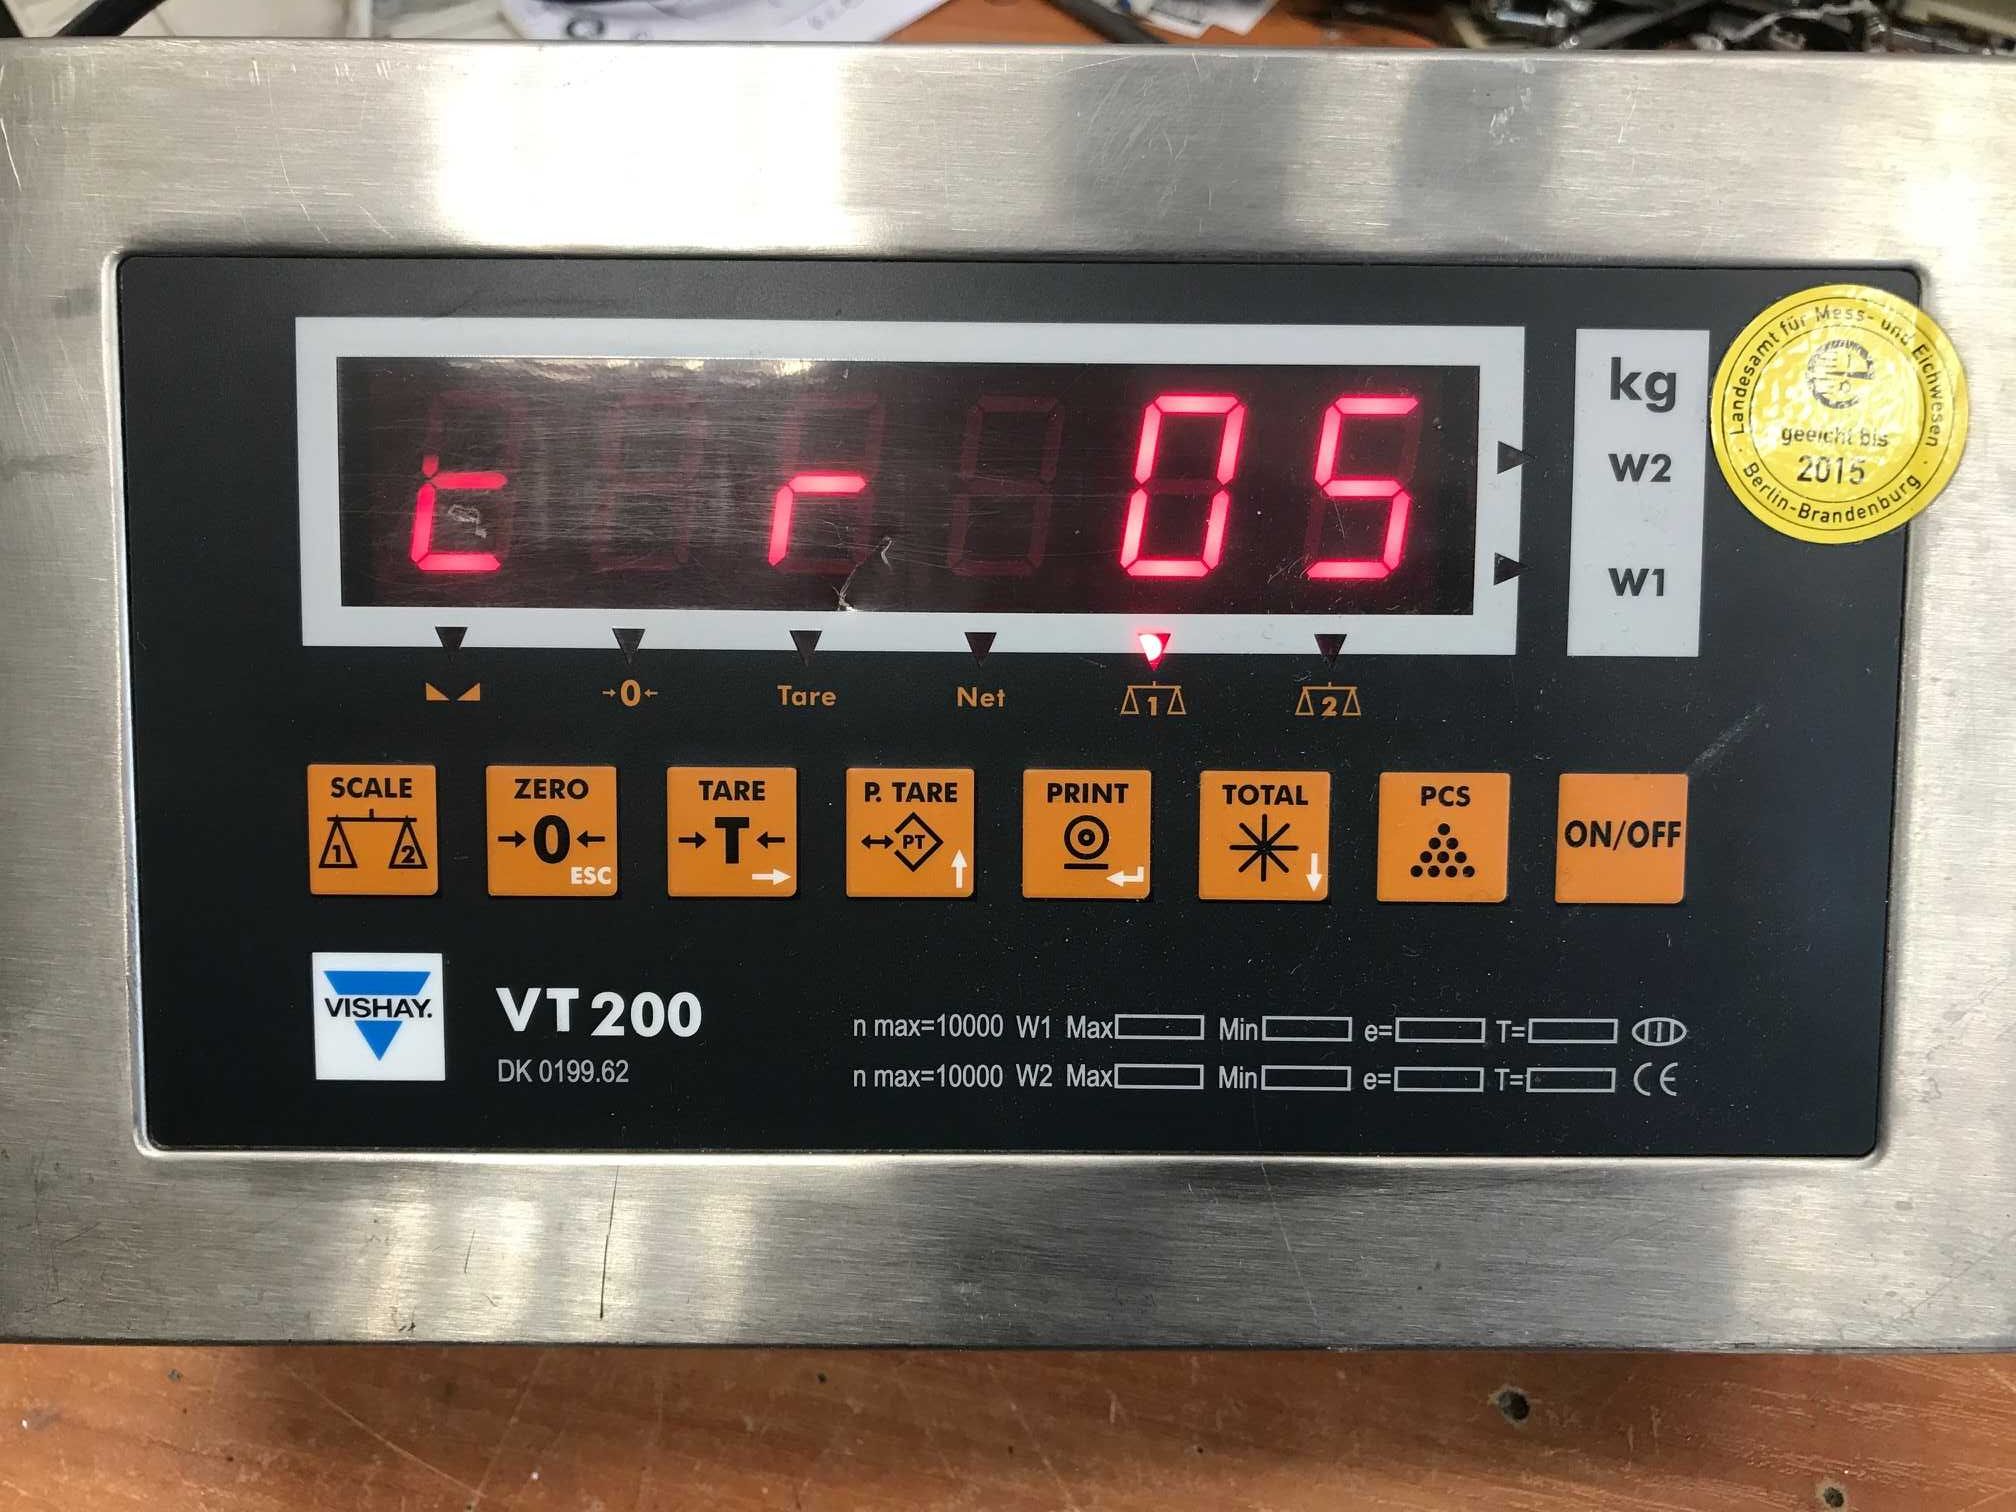 c r 05
kg
W2
W1
Landesamt für Mess- und Eichwesen
geeicht bis
2015
Berlin-Brandenburg
→0← Tare Net 1 2
SCALE ZERO TARE P. TARE PRINT TOTAL PCS ON/OFF
1 2 →0← →T← PT
ESC
VISHAY. VT200
DK 0199.62
n max=10000 W1 Max Min e= T= III
n max=10000 W2 Max Min e= T= CE